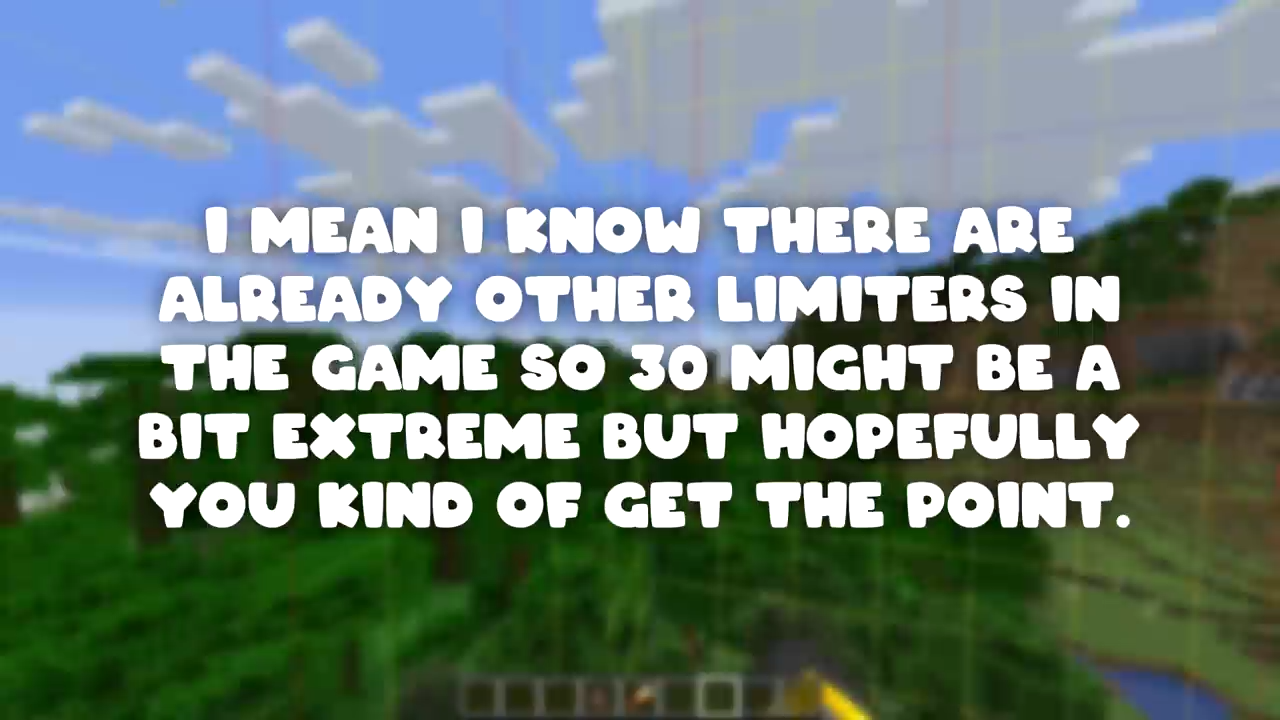 I MEAN I KNOW THERE ARE
ALREADY OTHER LIMITERS IN
THE GAME SO 30 MIGHT BE A
BIT EXTREME BUT HOPEFULLY
YOU KIND OF GET THE POINT.